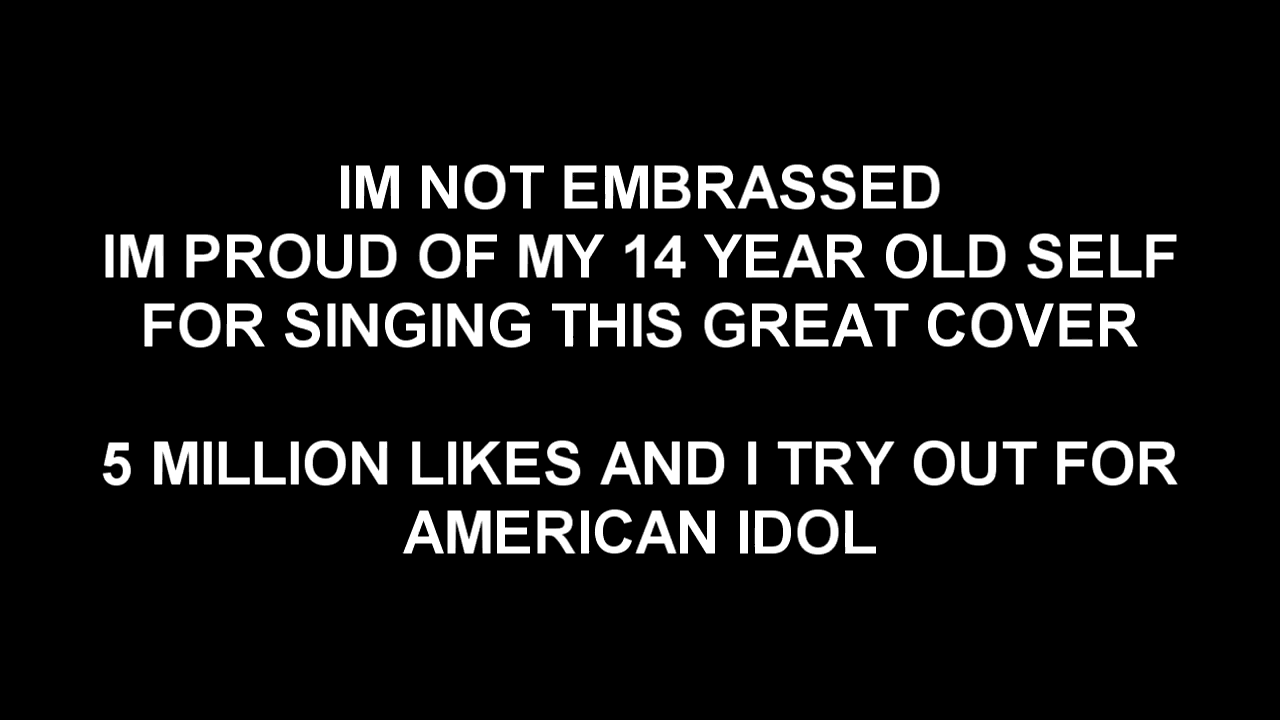 IM NOT EMBRASSED
IM PROUD OF MY 14 YEAR OLD SELF
FOR SINGING THIS GREAT COVER
5 MILLION LIKES AND I TRY OUT FOR
AMERICAN IDOL